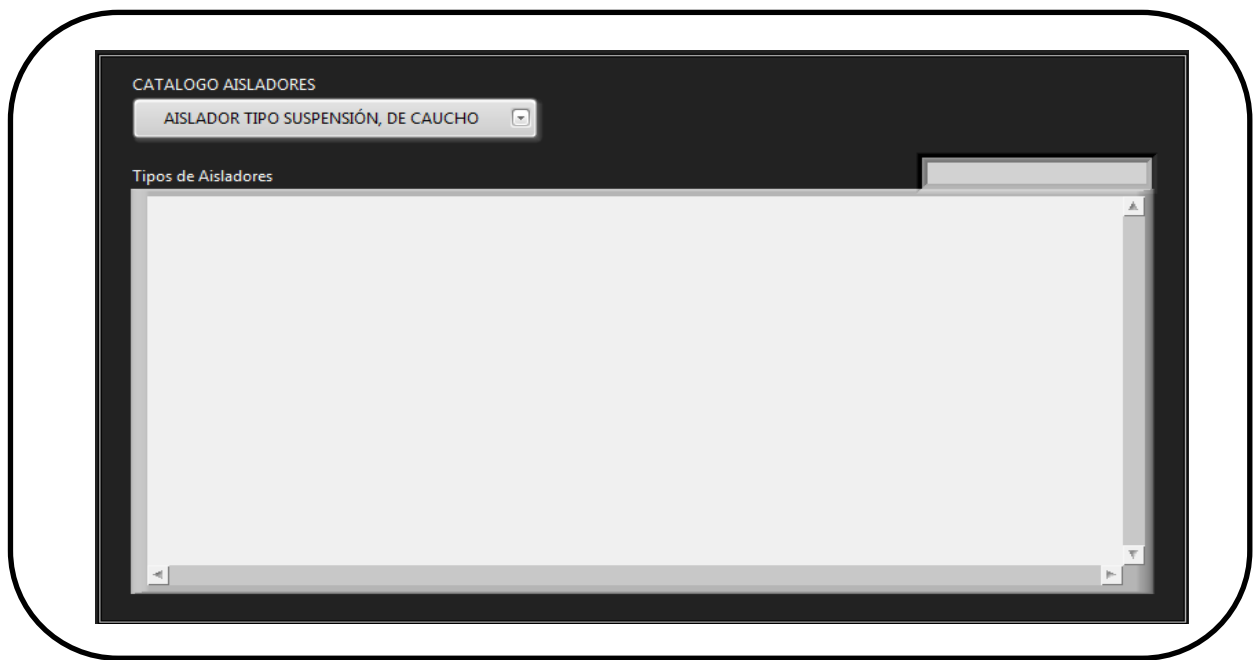 CATALOGO AISLADORES
AISLADOR TIPO SUSPENSIÓN, DE CAUCHO
Tipos de Aisladores